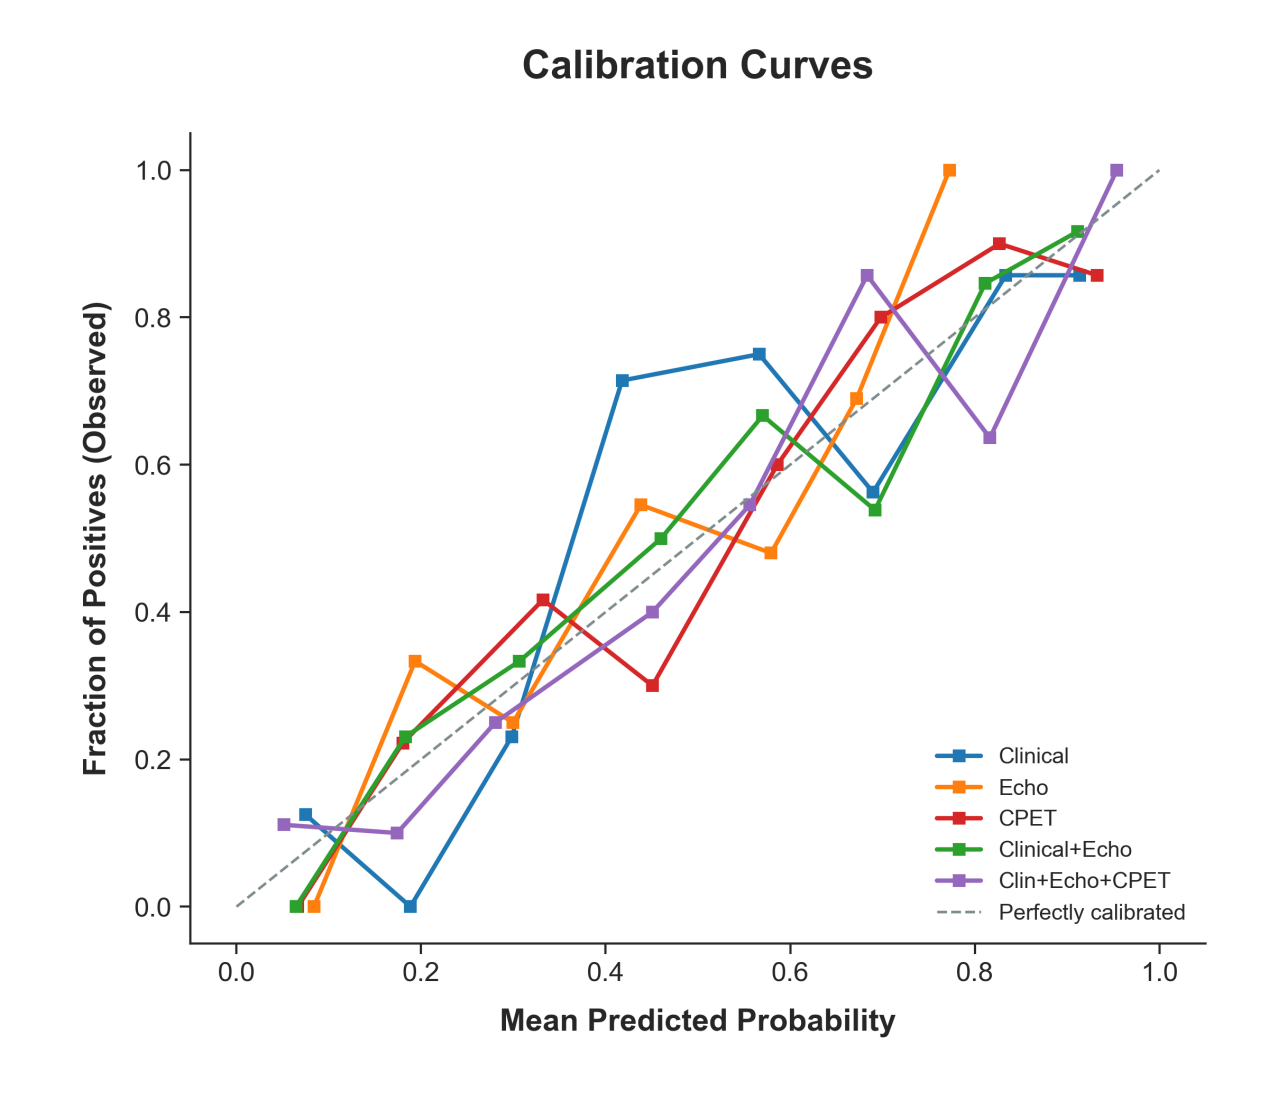 Calibration Curves
Fraction of Positives (Observed)
1.0
0.8
0.6
0.4
0.2
0.0
Clinical
Echo
CPET
Clinical+Echo
Clin+Echo+CPET
Perfectly calibrated
0.0 0.2 0.4 0.6 0.8 1.0
Mean Predicted Probability